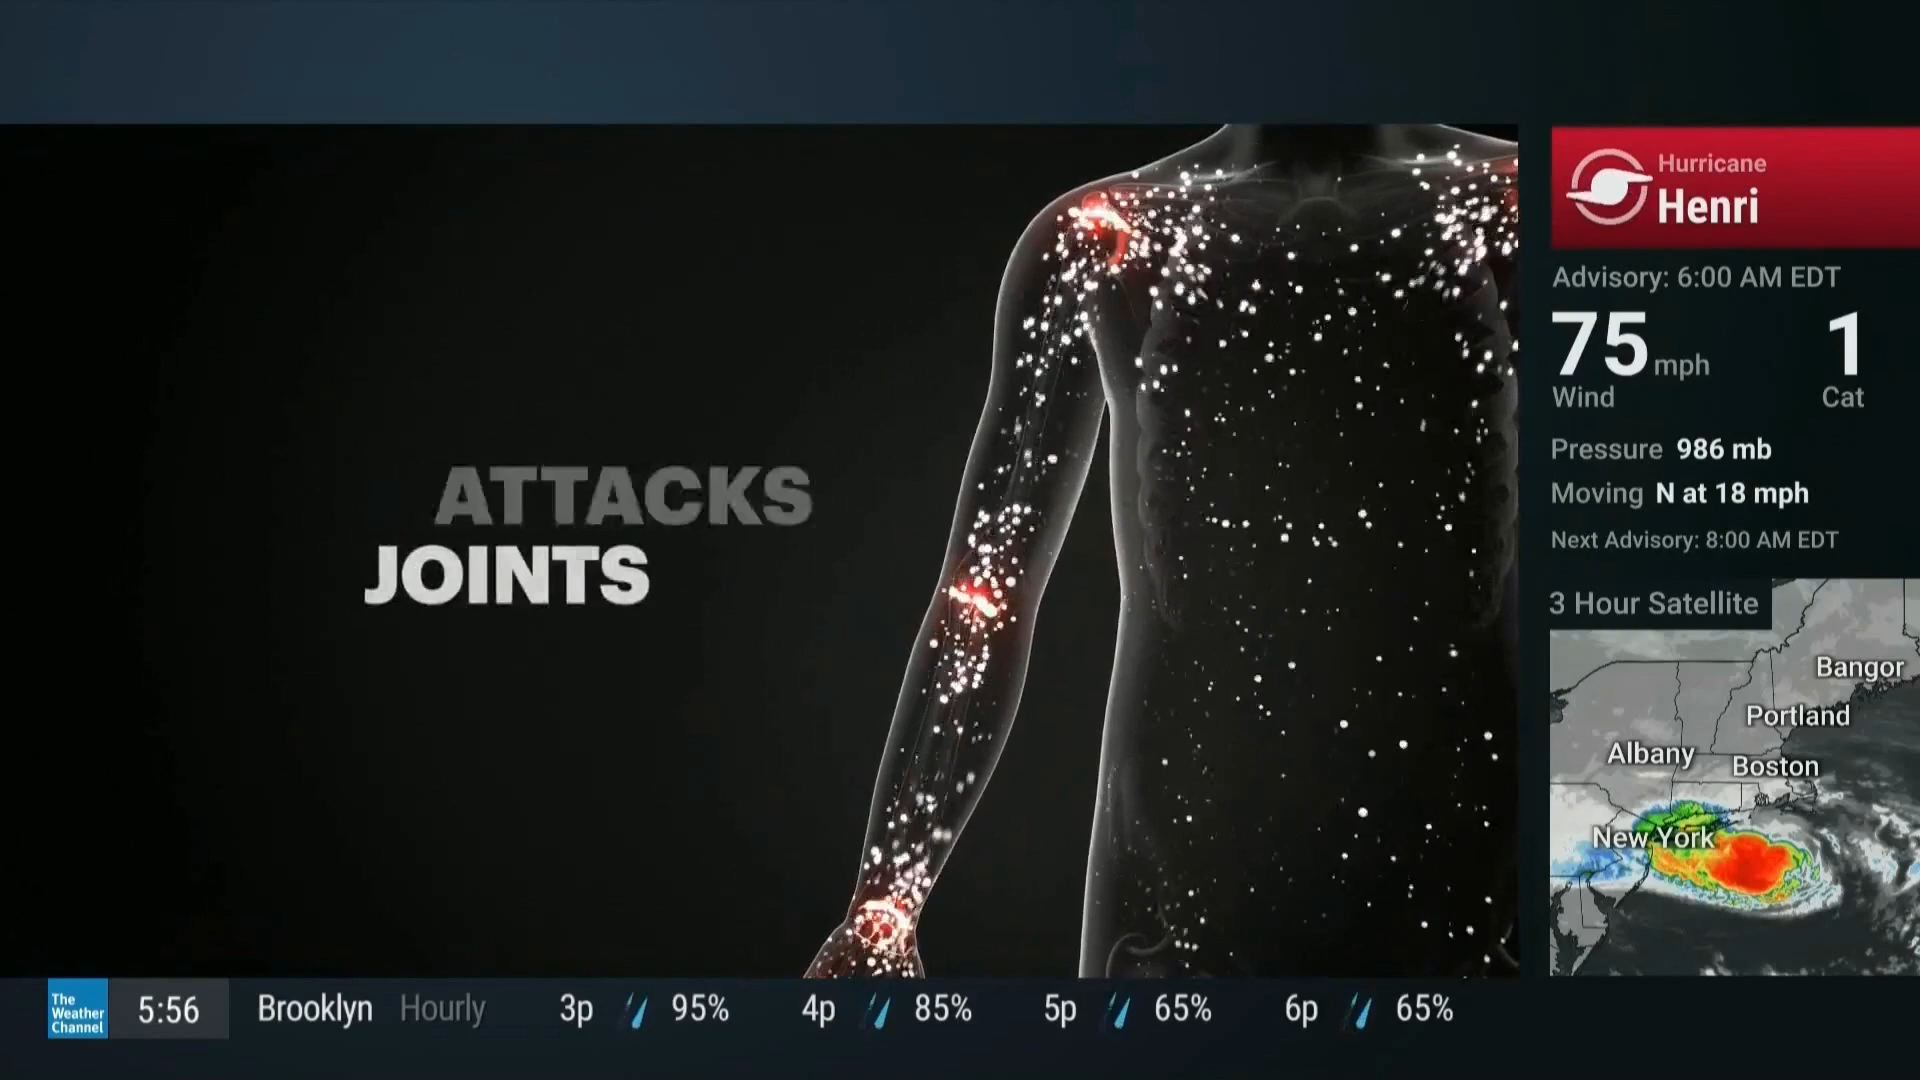 ATTACKS
JOINTS
Hurricane
Henri
Advisory: 6:00 AM EDT
75 mph
Wind
1
Cat
Pressure 986 mb
Moving N at 18 mph
Next Advisory: 8:00 AM EDT
3 Hour Satellite
Bangor
Portland
Albany
Boston
New York
The
Weather
Channel
5:56 Brooklyn Hourly 3p 95% 4p 85% 5p 65% 6p 65%